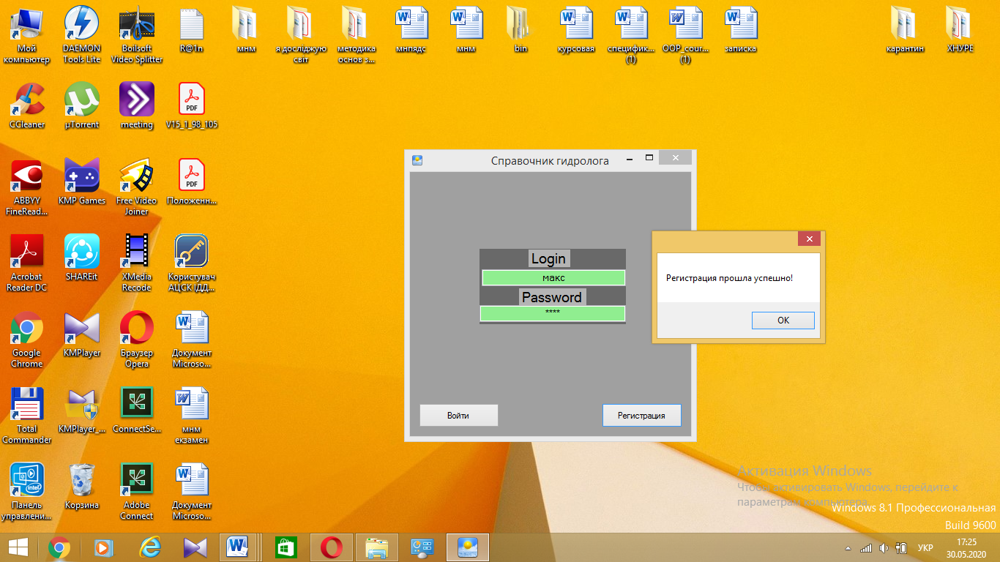 Мой
компьютер
DAEMON
Tools Lite
Boilsoft
Video Splitter
R@1n
мнм
я досліджую
світ
методика
основ з...
мнпядс
мнм
bin
курсовая
специфик...
(1)
OOP_cour...
(1)
записка
карантин
ХНУРЕ
CCleaner
µTorrent
meeting
PDF
V15_1_98_105
ABBYY
FineRead...
KMP Games
Free Video
Joiner
PDF
Положенн...
Acrobat
Reader DC
SHAREit
XMedia
Recode
Користувач
АЦСК ІДД...
Google
Chrome
KMPlayer
Браузер
Opera
Документ
Microso...
Total
Commander
KMPlayer_...
ConnectSe...
мнм
екзамен
Панель
управлени...
Корзина
Adobe
Connect
Документ
Microso...
Справочник гидролога
Login
макс
Password
****
Войти
Регистрация
Регистрация прошла успешно!
OK
Активация Windows
Чтобы активировать Windows, перейдите к
параметрам компьютера.
Windows 8.1 Профессиональная
Build 9600
УКР
17:25
30.05.2020